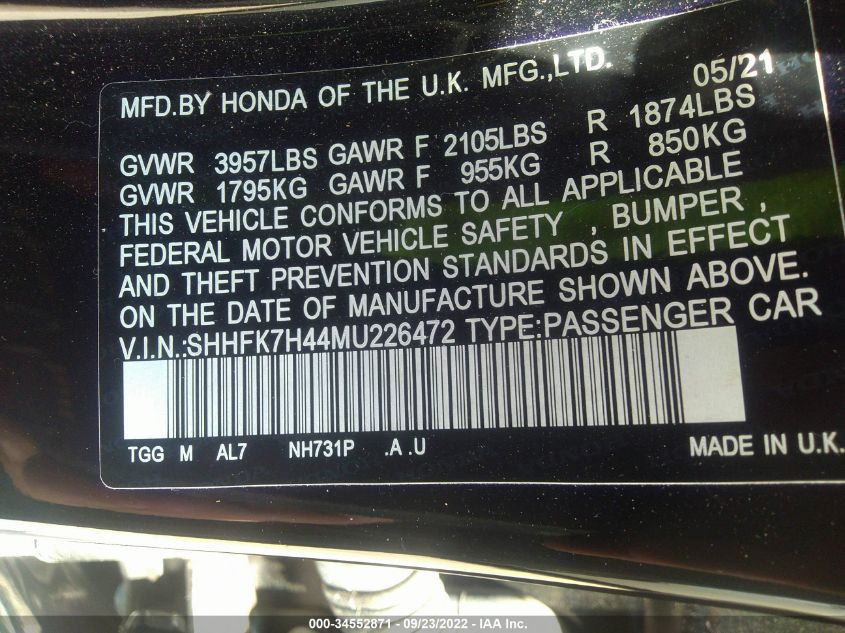 MFD.BY HONDA OF THE U.K. MFG.,LTD. 05/21
GVWR 3957LBS GAWR F 2105LBS R 1874LBS
GVWR 1795KG GAWR F 955KG R 850KG
THIS VEHICLE CONFORMS TO ALL APPLICABLE
FEDERAL MOTOR VEHICLE SAFETY , BUMPER ,
AND THEFT PREVENTION STANDARDS IN EFFECT
ON THE DATE OF MANUFACTURE SHOWN ABOVE.
V.I.N.:SHHFK7H44MU226472 TYPE:PASSENGER CAR
TGG M AL7 NH731P .A .U MADE IN U.K.
000-34552871 - 09/23/2022 - IAA Inc.